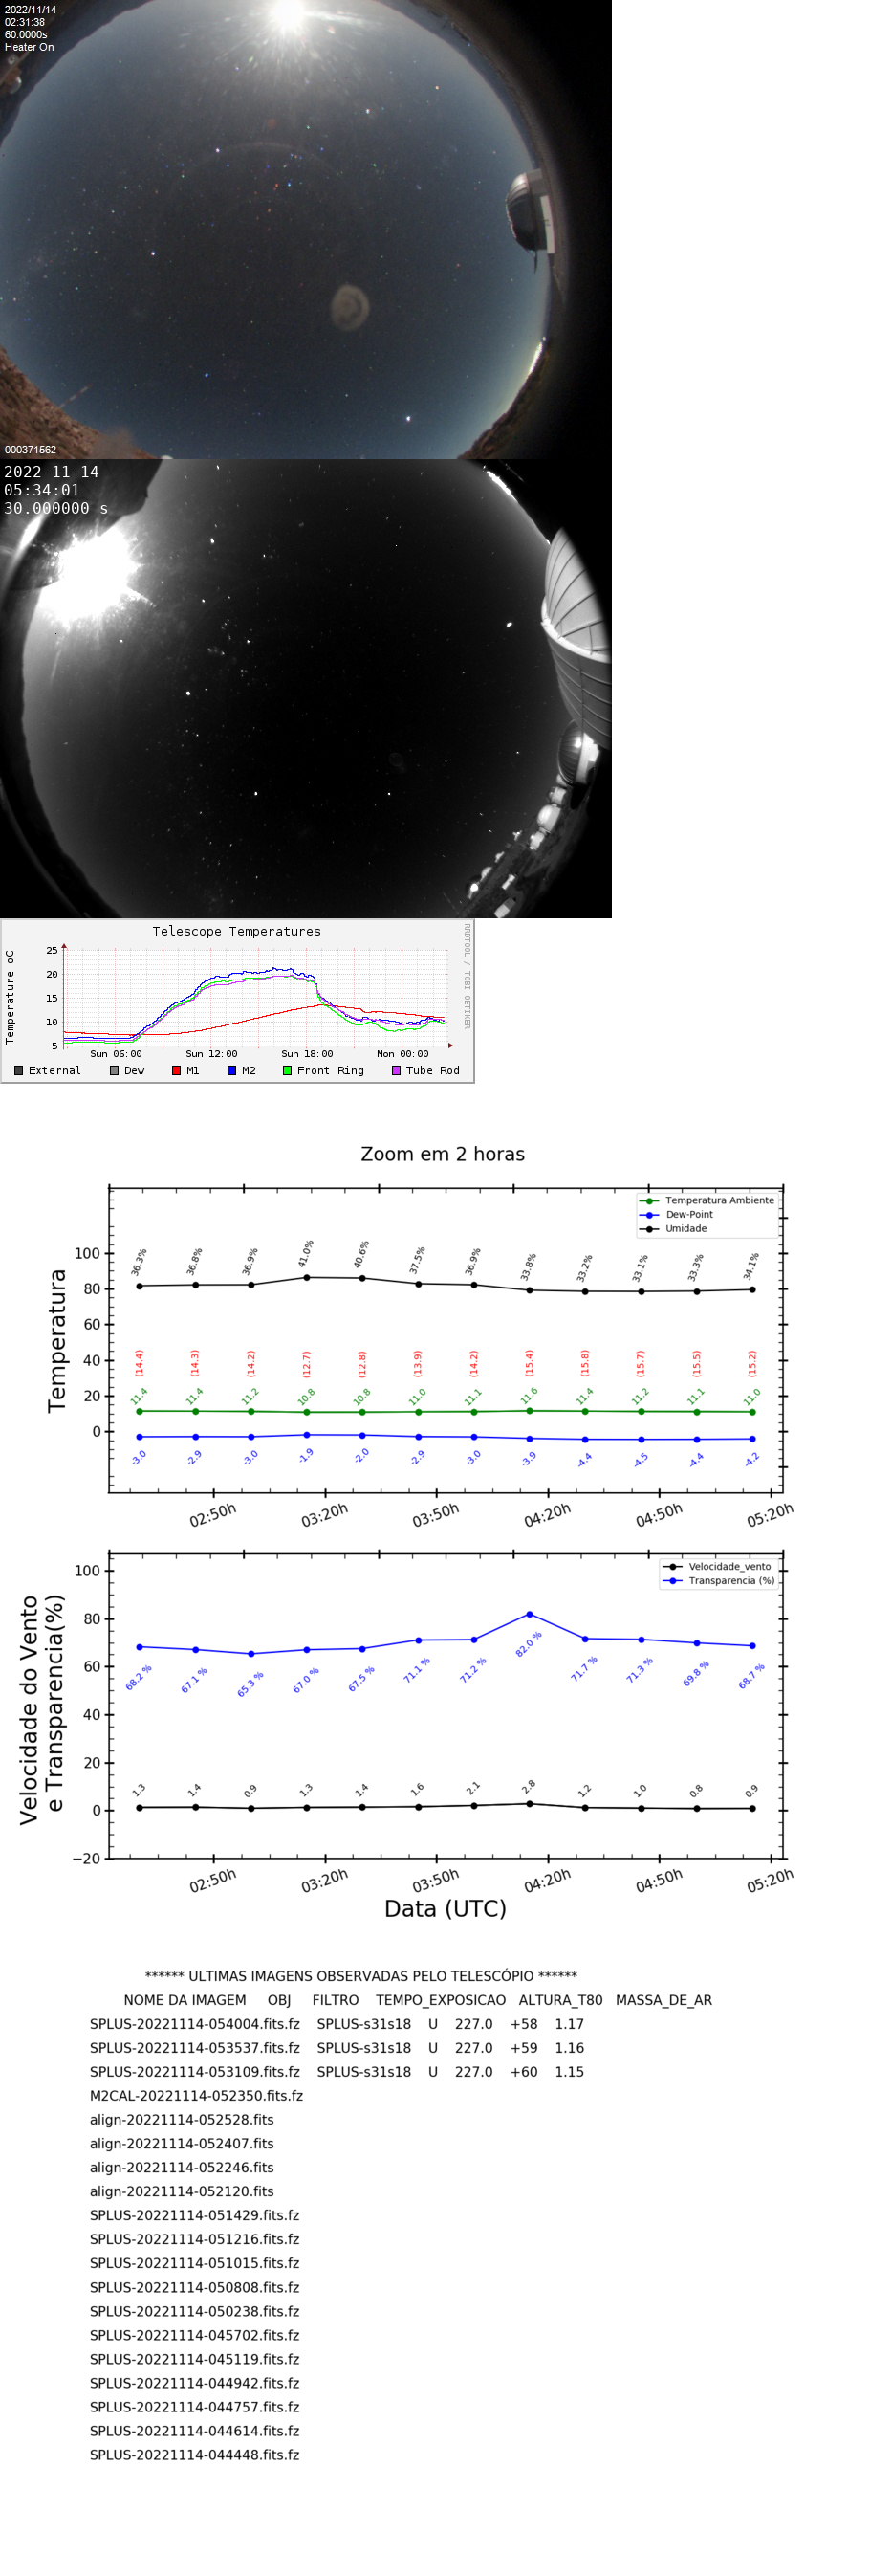 2022/11/14
02:31:38
60.0000s
Heater On
000371562
2022-11-14
05:34:01
30.000000 s
Telescope Temperatures
RRDTOOL / TOBI OETIKER
Temperature oC
25
20
15
10
5
Sun 06:00 Sun 12:00 Sun 18:00 Mon 00:00
External Dew M1 M2 Front Ring Tube Rod
Zoom em 2 horas
Temperatura Ambiente
Dew-Point
Umidade
Temperatura
100
80
60
40
20
0
36.3% 36.8% 36.9% 41.0% 40.6% 37.5% 36.9% 33.8% 33.2% 33.1% 33.3% 34.1%
(14.4) (14.3) (14.2) (12.7) (12.8) (13.9) (14.2) (15.4) (15.8) (15.7) (15.5) (15.2)
11.4 11.4 11.2 10.8 10.8 11.0 11.1 11.6 11.4 11.2 11.1 11.0
-3.0 -2.9 -3.0 -1.9 -2.0 -2.9 -3.0 -3.9 -4.4 -4.5 -4.4 -4.2
02:50h 03:20h 03:50h 04:20h 04:50h 05:20h
Velocidade_vento
Transparencia (%)
Velocidade do Vento
e Transparencia(%)
100
80
60
40
20
0
−20
68.2 % 67.1 % 65.3 % 67.0 % 67.5 % 71.1 % 71.2 % 82.0 % 71.7 % 71.3 % 69.8 % 68.7 %
1.3 1.4 0.9 1.3 1.4 1.6 2.1 2.8 1.2 1.0 0.8 0.9
02:50h 03:20h 03:50h 04:20h 04:50h 05:20h
Data (UTC)
****** ULTIMAS IMAGENS OBSERVADAS PELO TELESCÓPIO ******
NOME DA IMAGEM OBJ FILTRO TEMPO_EXPOSICAO ALTURA_T80 MASSA_DE_AR
SPLUS-20221114-054004.fits.fz SPLUS-s31s18 U 227.0 +58 1.17
SPLUS-20221114-053537.fits.fz SPLUS-s31s18 U 227.0 +59 1.16
SPLUS-20221114-053109.fits.fz SPLUS-s31s18 U 227.0 +60 1.15
M2CAL-20221114-052350.fits.fz
align-20221114-052528.fits
align-20221114-052407.fits
align-20221114-052246.fits
align-20221114-052120.fits
SPLUS-20221114-051429.fits.fz
SPLUS-20221114-051216.fits.fz
SPLUS-20221114-051015.fits.fz
SPLUS-20221114-050808.fits.fz
SPLUS-20221114-050238.fits.fz
SPLUS-20221114-045702.fits.fz
SPLUS-20221114-045119.fits.fz
SPLUS-20221114-044942.fits.fz
SPLUS-20221114-044757.fits.fz
SPLUS-20221114-044614.fits.fz
SPLUS-20221114-044448.fits.fz